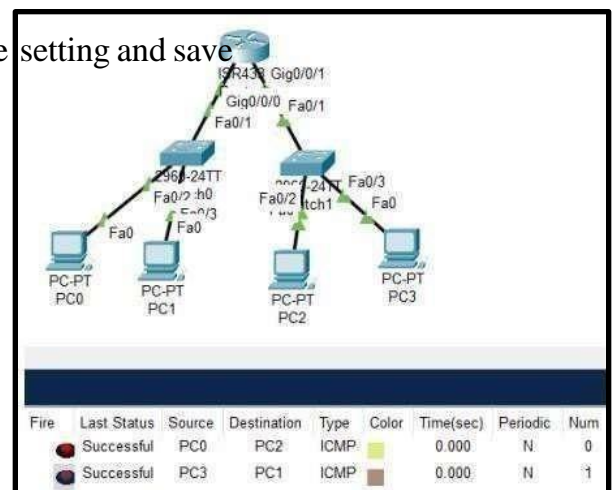 e setting and save
Gig0/0/1
Gig0/0/0 Fa0/1
Fa0/1
Fa0/3
Fa0/2
Fa0/2 Fa0
Fa0/3
Fa0 Fa0
PC-PT PC-PT PC-PT PC-PT
PC0 PC1 PC2 PC3
Fire Last Status Source Destination Type Color Time(sec) Periodic Num
Successful PC0 PC2 ICMP 0.000 N 0
Successful PC3 PC1 ICMP 0.000 N 1